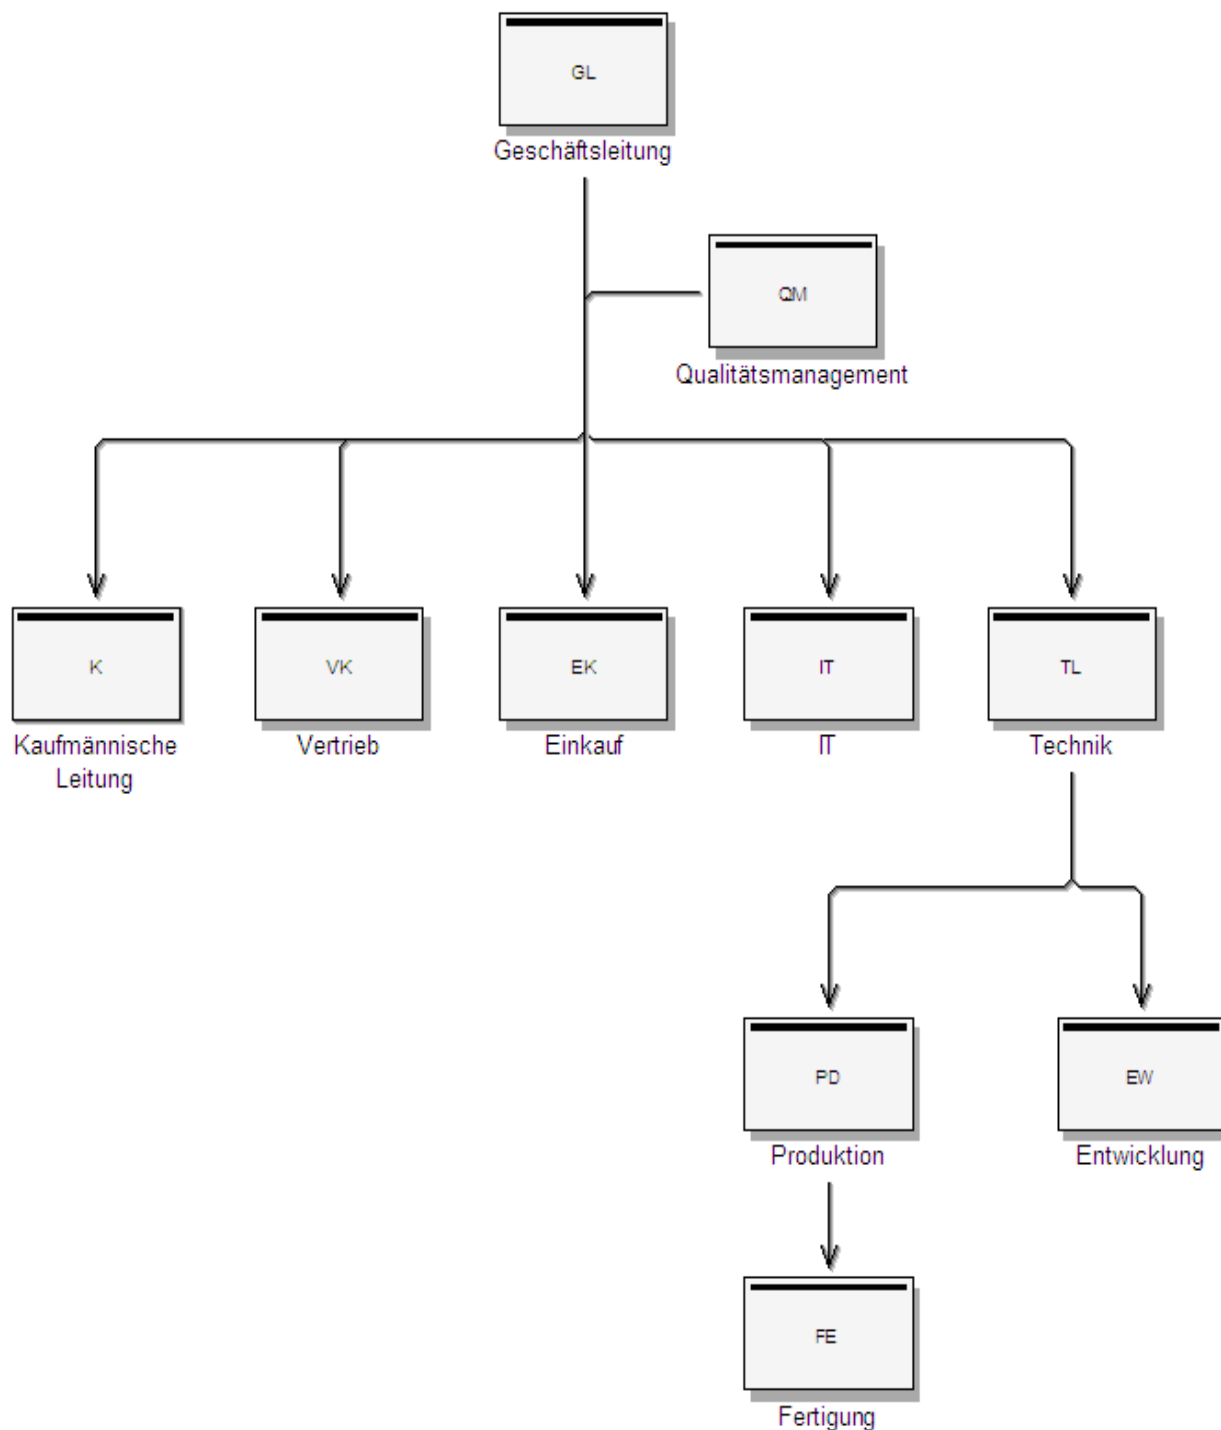 GL
Geschäftsleitung
QM
Qualitätsmanagement
K
Kaufmännische
Leitung
VK
Vertrieb
EK
Einkauf
IT
IT
TL
Technik
PD
Produktion
EW
Entwicklung
FE
Fertigung